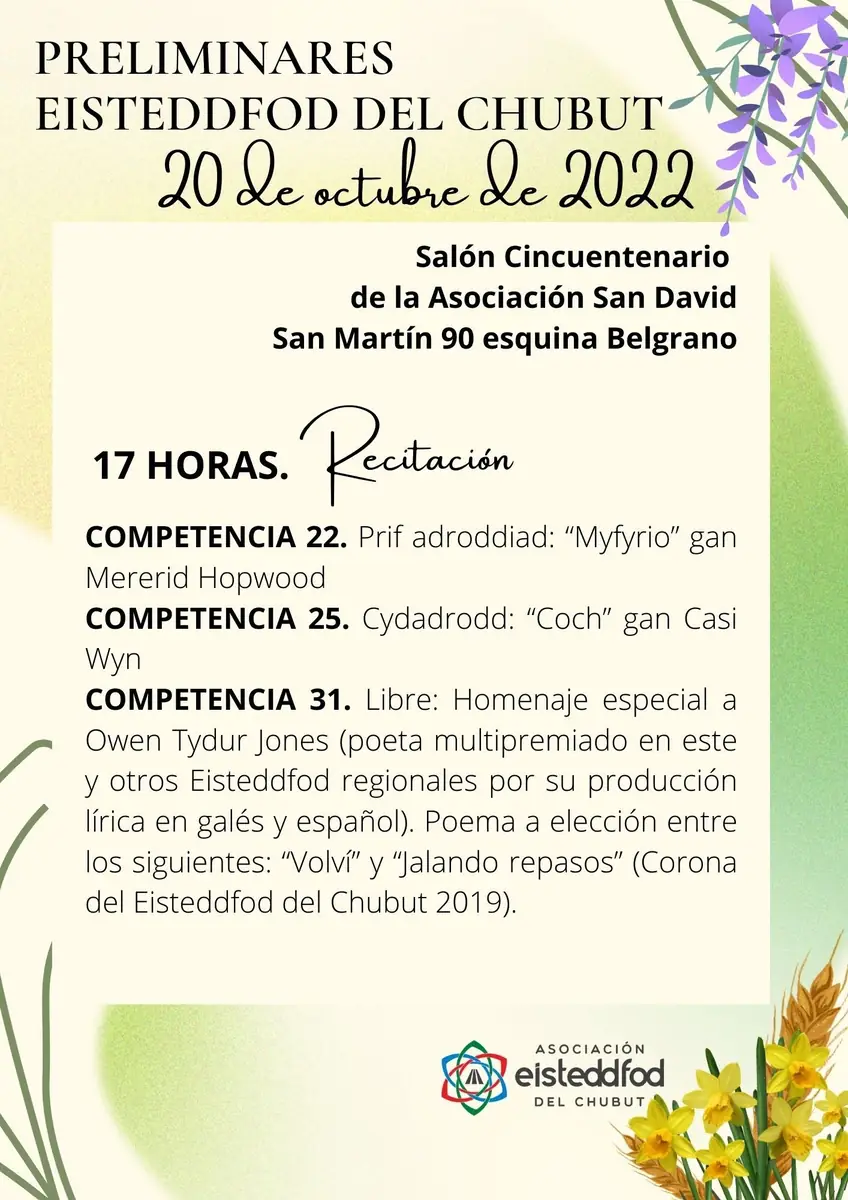 PRELIMINARES
EISTEDDFOD DEL CHUBUT
20 de octubre de 2022
Salón Cincuentenario
de la Asociación San David
San Martín 90 esquina Belgrano
17 HORAS. Recitación
COMPETENCIA 22. Prif adroddiad: “Myfyrio” gan
Mererid Hopwood
COMPETENCIA 25. Cydadrodd: “Coch” gan Casi
Wyn
COMPETENCIA 31. Libre: Homenaje especial a
Owen Tydur Jones (poeta multipremiado en este
y otros Eisteddfod regionales por su producción
lírica en galés y español). Poema a elección entre
los siguientes: “Volví” y “Jalando repasos” (Corona
del Eisteddfod del Chubut 2019).
ASOCIACIÓN
eisteddfod
DEL CHUBUT